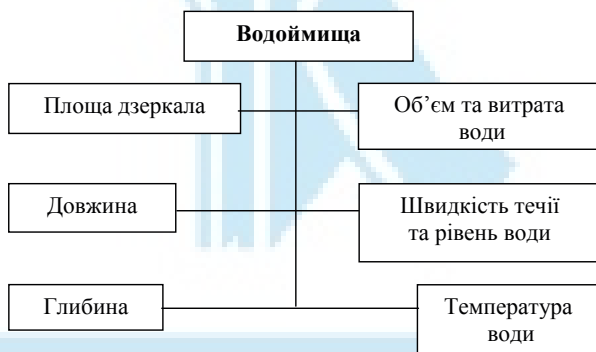 Водоймища
Площа дзеркала
Об’єм та витрата
води
Довжина
Швидкість течії
та рівень води
Глибина
Температура
води